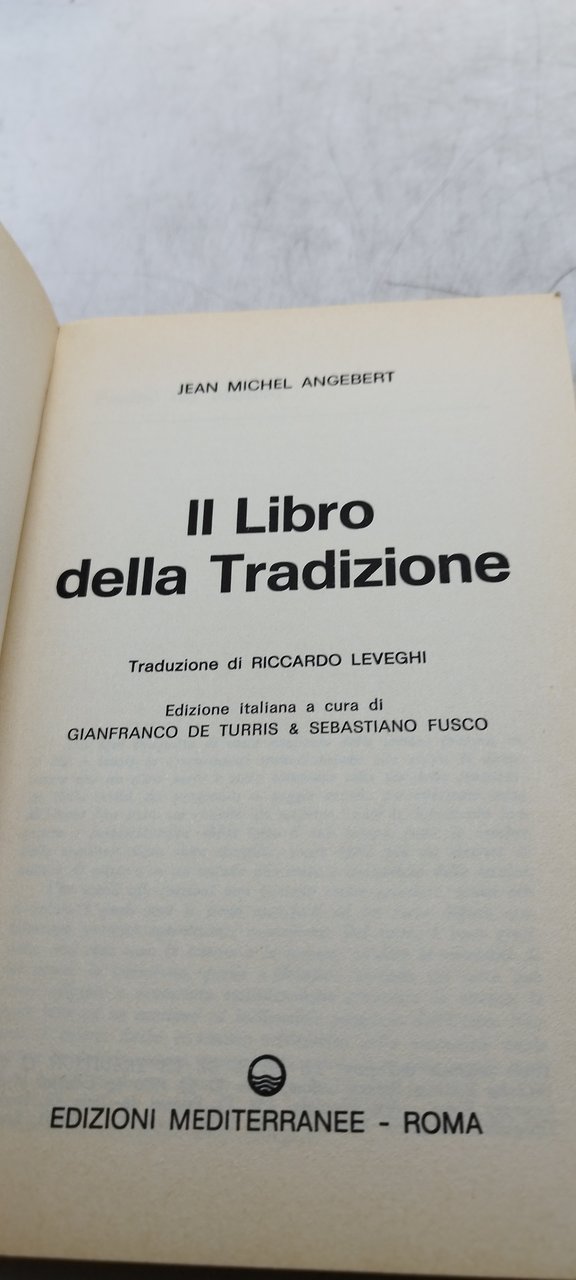 JEAN MICHEL ANGEBERT
Il Libro
della Tradizione
Traduzione di RICCARDO LEVEGHI
Edizione italiana a cura di
GIANFRANCO DE TURRIS & SEBASTIANO FUSCO
EDIZIONI MEDITERRANEE - ROMA